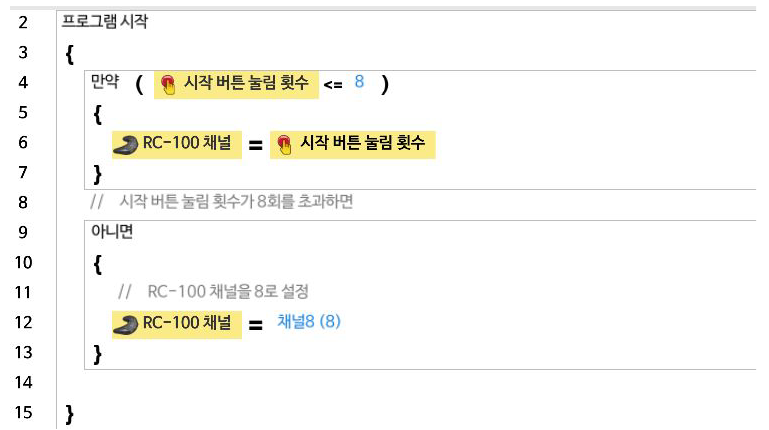 2 프로그램 시작
3 {
4 만약 ( 시작 버튼 눌림 횟수 <= 8 )
5 {
6 RC-100 채널 = 시작 버튼 눌림 횟수
7 }
8 // 시작 버튼 눌림 횟수가 8회를 초과하면
9 아니면
10 {
11 // RC-100 채널을 8로 설정
12 RC-100 채널 = 채널8 (8)
13 }
14
15 }